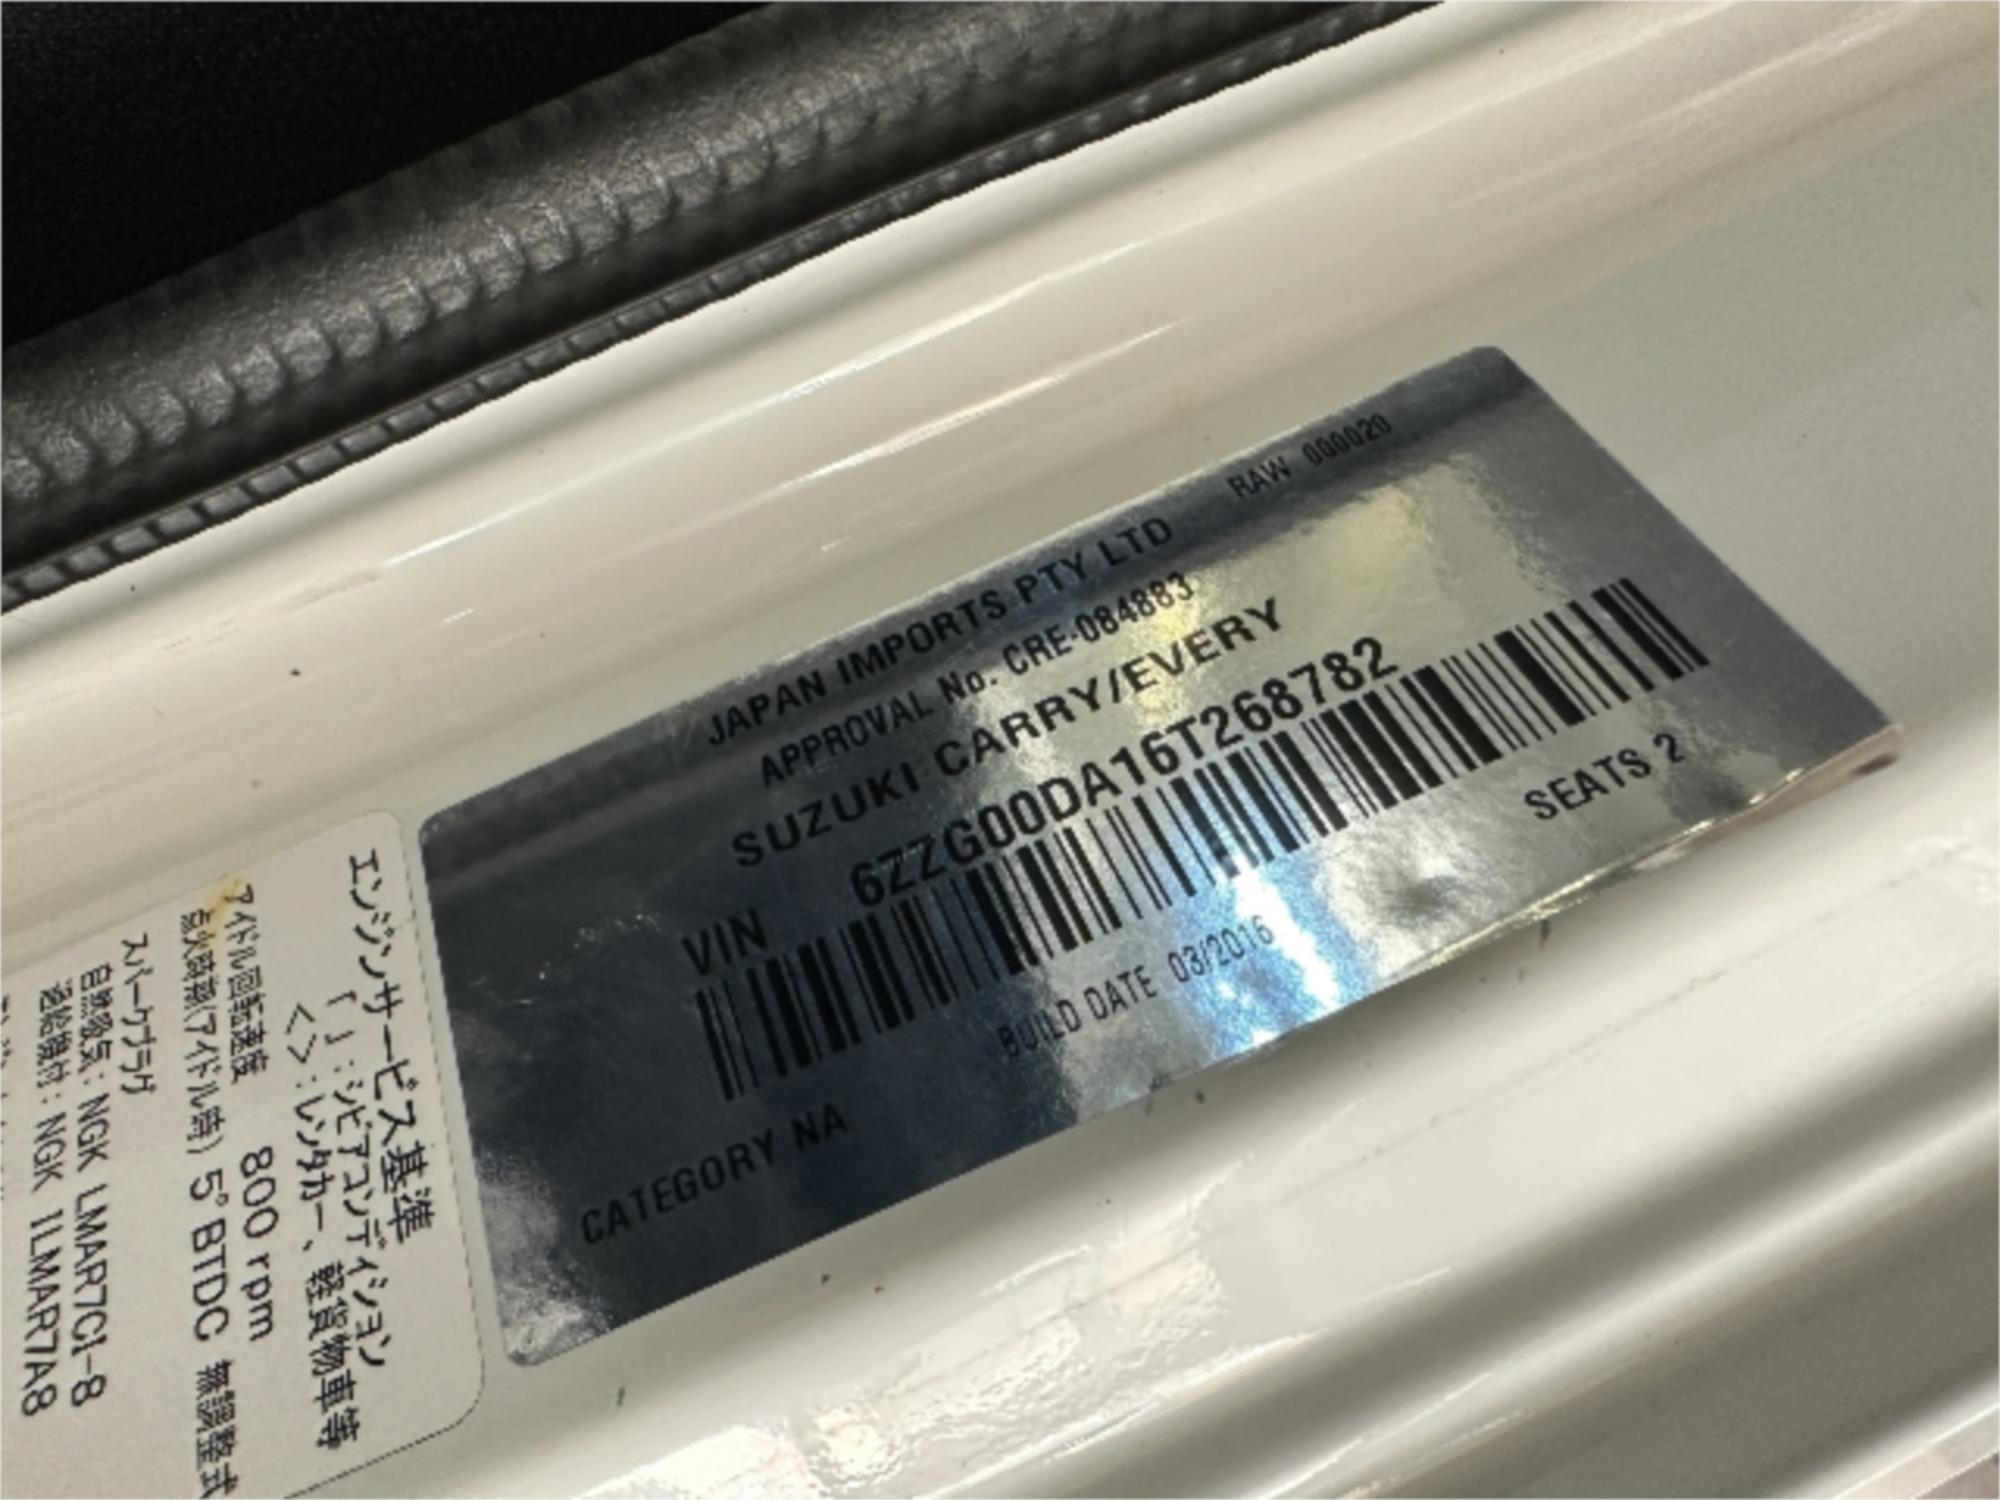 JAPAN IMPORTS PTY LTD RAW 000020
APPROVAL No. CRE-084883
SUZUKI CARRY/EVERY
VIN 6ZZG00DA16T268782
BUILD DATE 03/2016 SEATS 2
CATEGORY NA
エンジンサービス基準
「 」:シビアコンディション
< >:レンタカー、軽貨物車等
アイドル回転速度 800 rpm
点火時期(アイドル時) 5° BTDC 無調整式
スパークプラグ
自然吸気:NGK LMAR7CI-8
過給機付:NGK ILMAR7A8